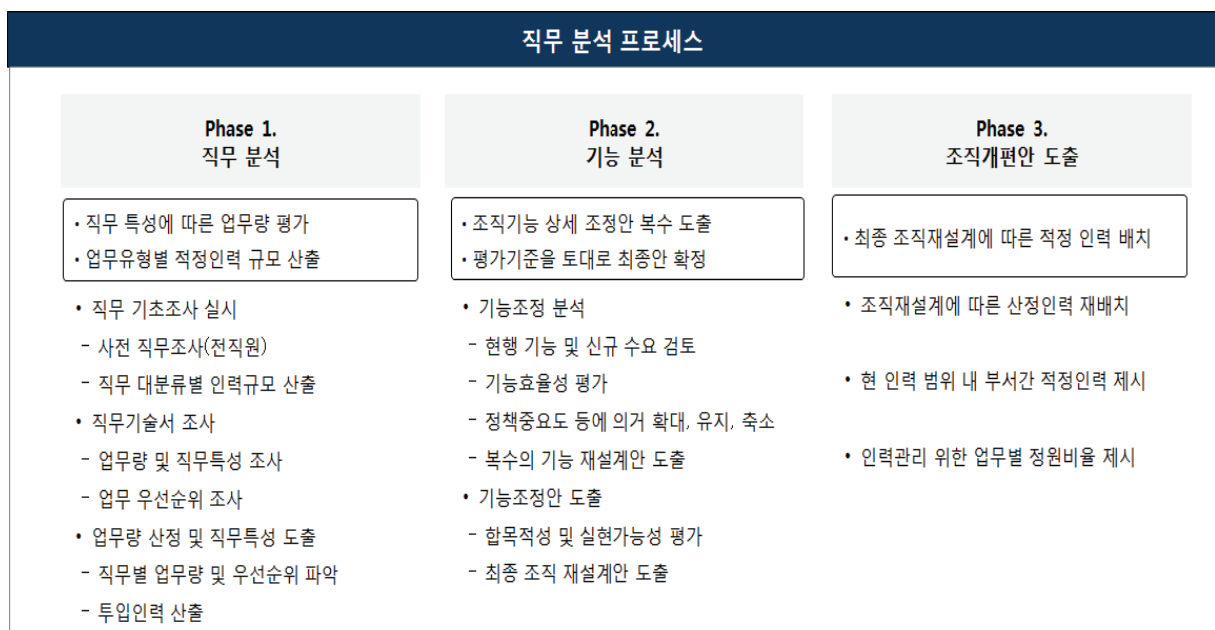 직무 분석 프로세스
Phase 1.
직무 분석
• 직무 특성에 따른 업무량 평가
• 업무유형별 적정인력 규모 산출
• 직무 기초조사 실시
- 사전 직무조사(전직원)
- 직무 대분류별 인력규모 산출
• 직무기술서 조사
- 업무량 및 직무특성 조사
- 업무 우선순위 조사
• 업무량 산정 및 직무특성 도출
- 직무별 업무량 및 우선순위 파악
- 투입인력 산출
Phase 2.
기능 분석
• 조직기능 상세 조정안 복수 도출
• 평가기준을 토대로 최종안 확정
• 기능조정 분석
- 현행 기능 및 신규 수요 검토
- 기능효율성 평가
- 정책중요도 등에 의거 확대, 유지, 축소
- 복수의 기능 재설계안 도출
• 기능조정안 도출
- 합목적성 및 실현가능성 평가
- 최종 조직 재설계안 도출
Phase 3.
조직개편안 도출
• 최종 조직재설계에 따른 적정 인력 배치
• 조직재설계에 따른 산정인력 재배치
• 현 인력 범위 내 부서간 적정인력 제시
• 인력관리 위한 업무별 정원비율 제시